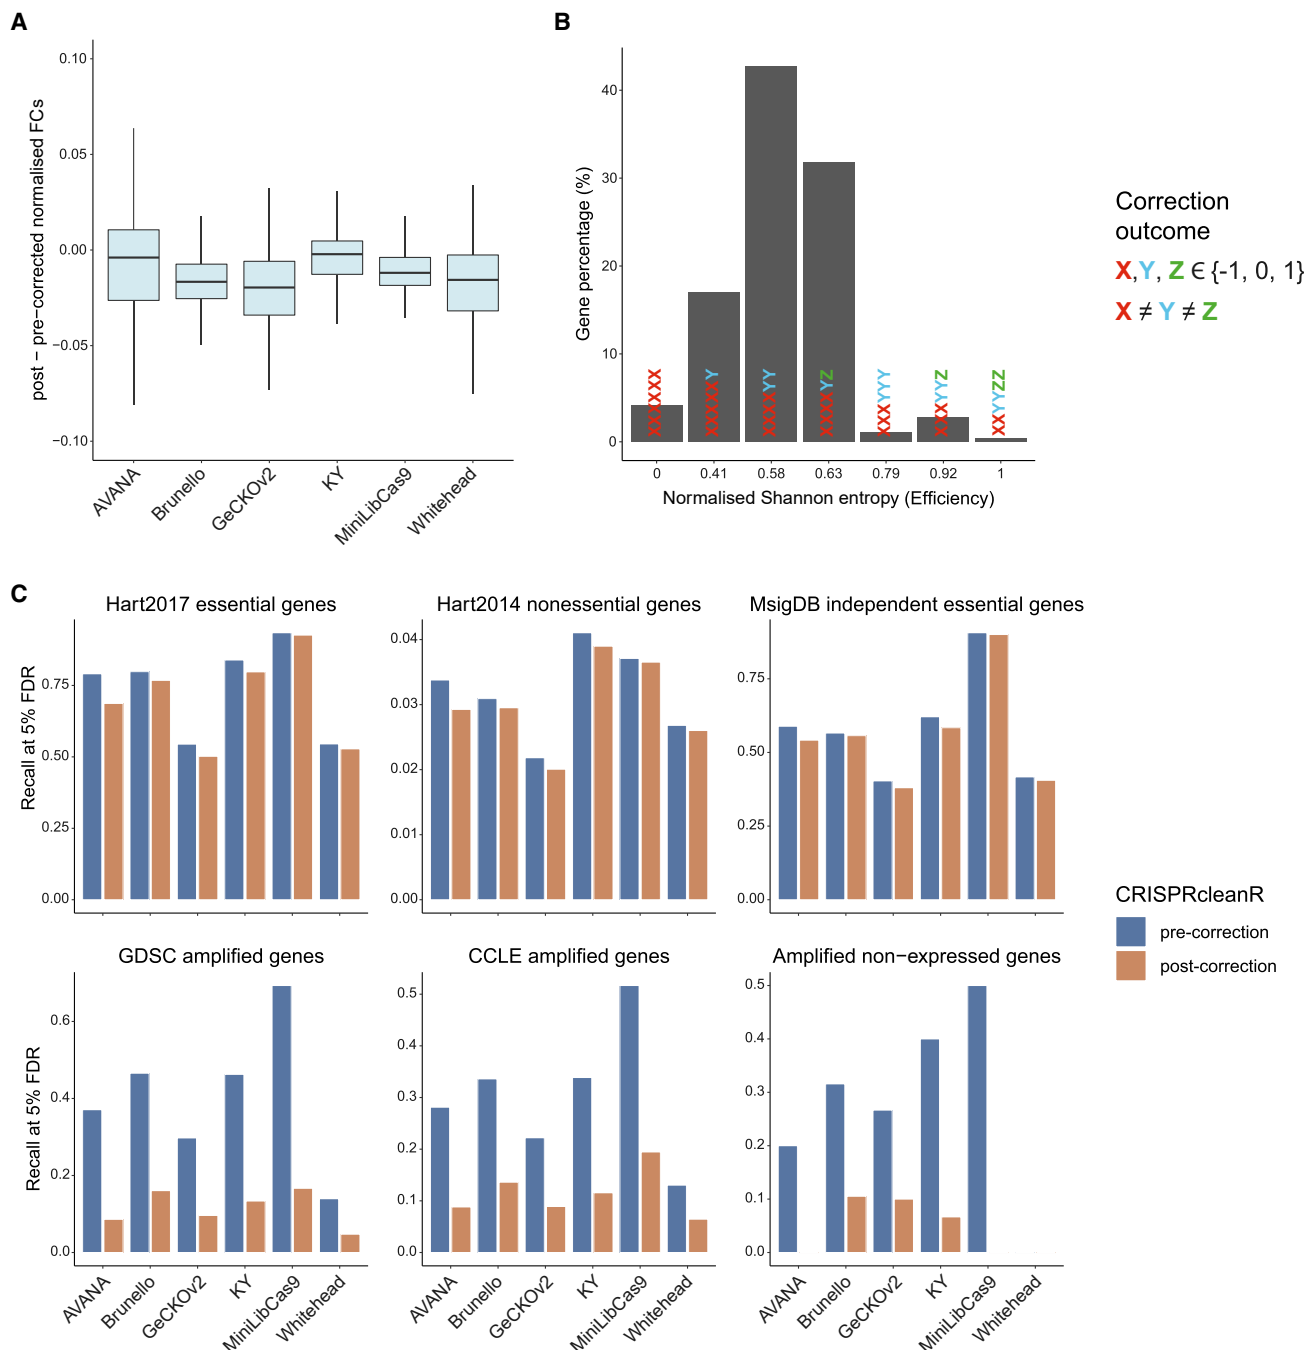 A
post − pre−corrected normalised FCs
0.10
0.05
0.00
−0.05
−0.10
AVANA
Brunello
GeCKOv2
KY
MiniLibCas9
Whitehead
B
Gene percentage (%)
40
30
20
10
0
XXXXXX
XXXXXY
XXXXYY
XXXXYZ
XXXYYY
XXXYYZ
XXYYZZ
0
0.41
0.58
0.63
0.79
0.92
1
Normalised Shannon entropy (Efficiency)
Correction
outcome
X,Y, Z ∈ {-1, 0, 1}
X ≠ Y ≠ Z
C
Hart2017 essential genes
Recall at 5% FDR
0.75
0.50
0.25
0.00
Hart2014 nonessential genes
0.04
0.03
0.02
0.01
0.00
MsigDB independent essential genes
0.75
0.50
0.25
0.00
GDSC amplified genes
Recall at 5% FDR
0.6
0.4
0.2
0.0
AVANA
Brunello
GeCKOv2
KY
MiniLibCas9
Whitehead
CCLE amplified genes
0.5
0.4
0.3
0.2
0.1
0.0
AVANA
Brunello
GeCKOv2
KY
MiniLibCas9
Whitehead
Amplified non−expressed genes
0.5
0.4
0.3
0.2
0.1
0.0
AVANA
Brunello
GeCKOv2
KY
MiniLibCas9
Whitehead
CRISPRcleanR
pre-correction
post-correction